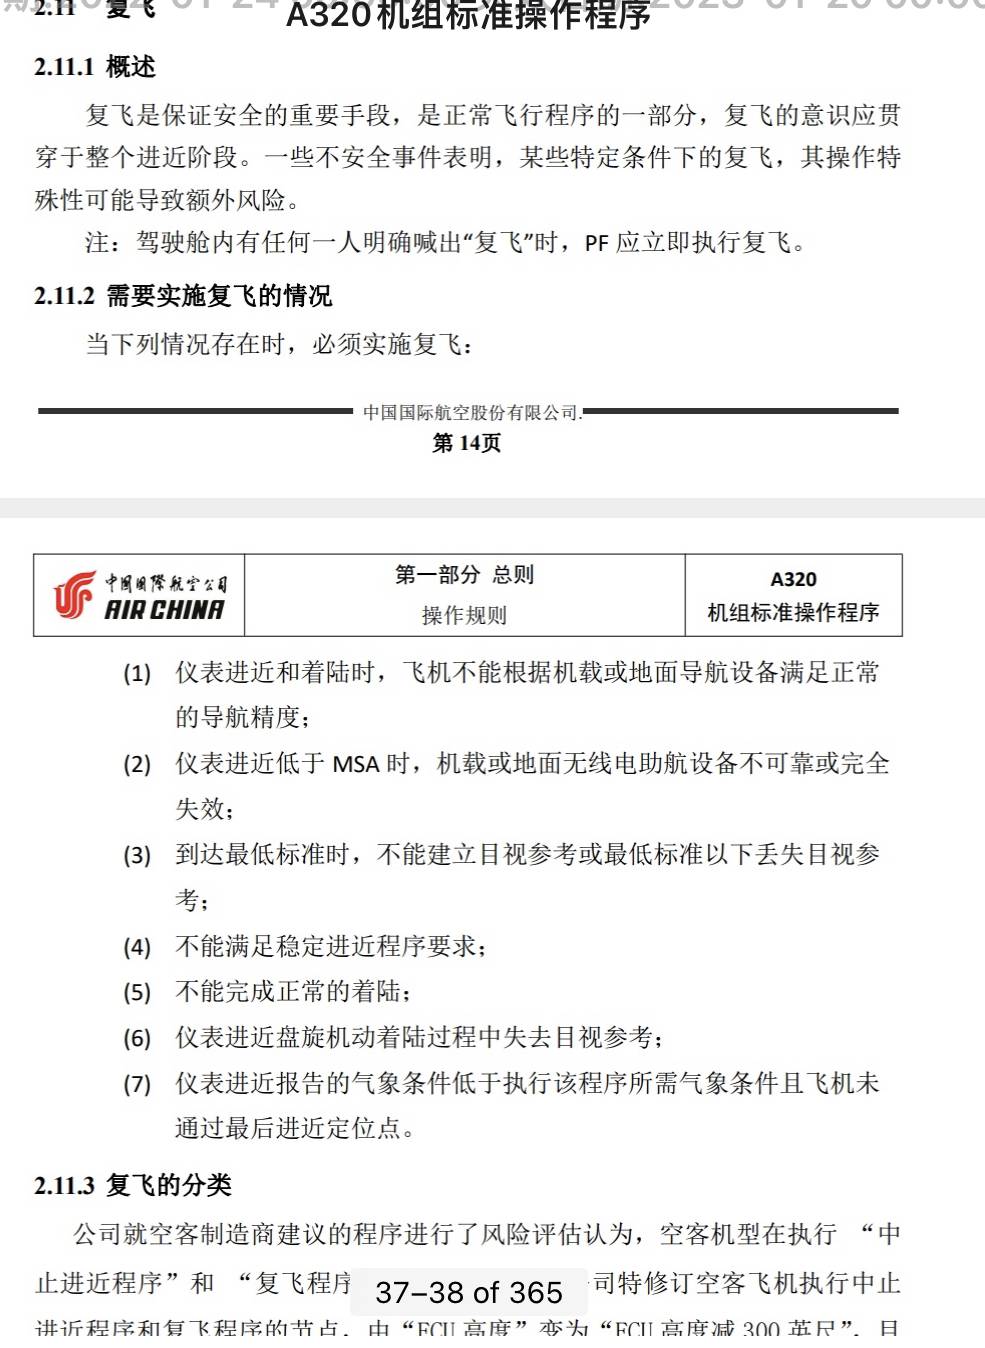 2.11 复飞
A320机组标准操作程序
2.11.1 概述
复飞是保证安全的重要手段，是正常飞行程序的一部分，复飞的意识应贯
穿于整个进近阶段。一些不安全事件表明，某些特定条件下的复飞，其操作特
殊性可能导致额外风险。
注：驾驶舱内有任何一人明确喊出“复飞”时，PF 应立即执行复飞。
2.11.2 需要实施复飞的情况
当下列情况存在时，必须实施复飞：
中国国际航空股份有限公司.
第 14页
中国国際航空公司
AIR CHINA
第一部分 总则
操作规则
A320
机组标准操作程序
(1) 仪表进近和着陆时，飞机不能根据机载或地面导航设备满足正常
的导航精度；
(2) 仪表进近低于 MSA 时，机载或地面无线电助航设备不可靠或完全
失效；
(3) 到达最低标准时，不能建立目视参考或最低标准以下丢失目视参
考；
(4) 不能满足稳定进近程序要求；
(5) 不能完成正常的着陆；
(6) 仪表进近盘旋机动着陆过程中失去目视参考；
(7) 仪表进近报告的气象条件低于执行该程序所需气象条件且飞机未
通过最后进近定位点。
2.11.3 复飞的分类
公司就空客制造商建议的程序进行了风险评估认为，空客机型在执行 “中
止进近程序”和 “复飞程序 司特修订空客飞机执行中止
37–38 of 365
进近程序和复飞程序的节点，由“FCU 高度”变为“FCU 高度减 300 英尺”，且